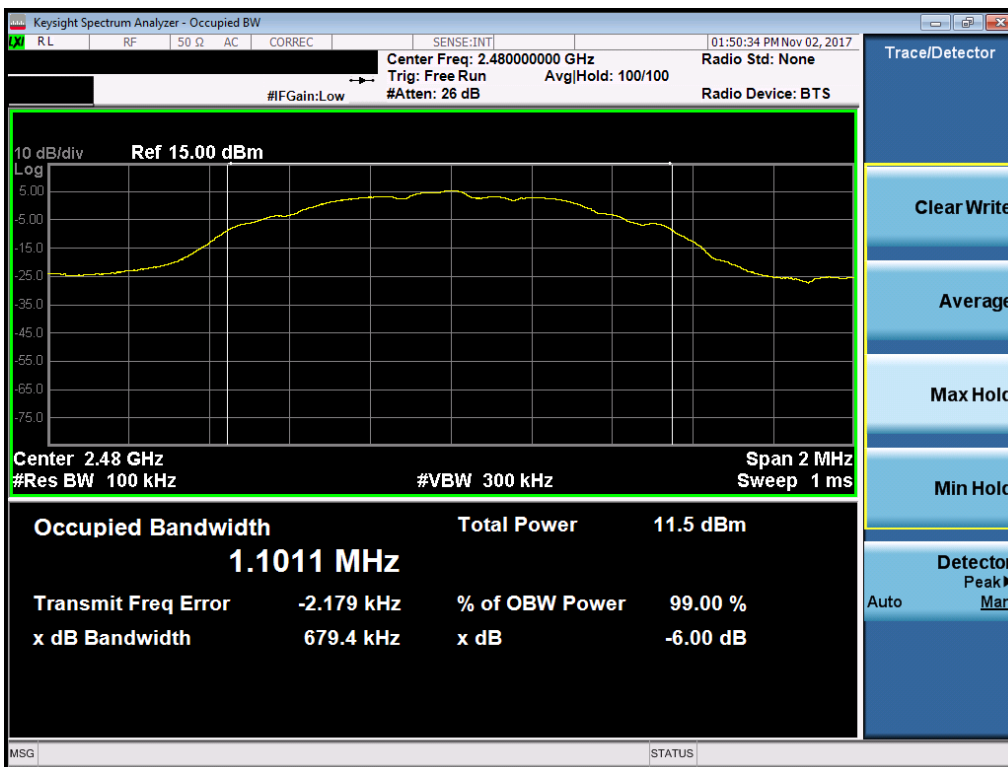 Keysight Spectrum Analyzer - Occupied BW
LXI RL RF 50 Ω AC CORREC SENSE:INT 01:50:34 PM Nov 02, 2017
Center Freq: 2.480000000 GHz Radio Std: None
Trig: Free Run Avg|Hold: 100/100
#IFGain:Low #Atten: 26 dB Radio Device: BTS
10 dB/div Ref 15.00 dBm
Log
5.00
-5.00
-15.0
-25.0
-35.0
-45.0
-55.0
-65.0
-75.0
Center 2.48 GHz Span 2 MHz
#Res BW 100 kHz #VBW 300 kHz Sweep 1 ms
Occupied Bandwidth Total Power 11.5 dBm
1.1011 MHz
Transmit Freq Error -2.179 kHz % of OBW Power 99.00 %
x dB Bandwidth 679.4 kHz x dB -6.00 dB
MSG STATUS
Trace/Detector
Clear Write
Average
Max Hold
Min Hold
Detector
Peak
Auto Man